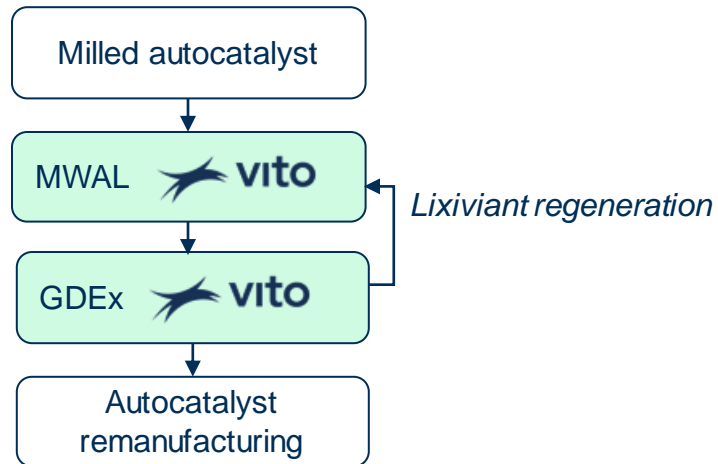 Milled autocatalyst
MWAL vito
Lixiviant regeneration
GDEx vito
Autocatalyst
remanufacturing